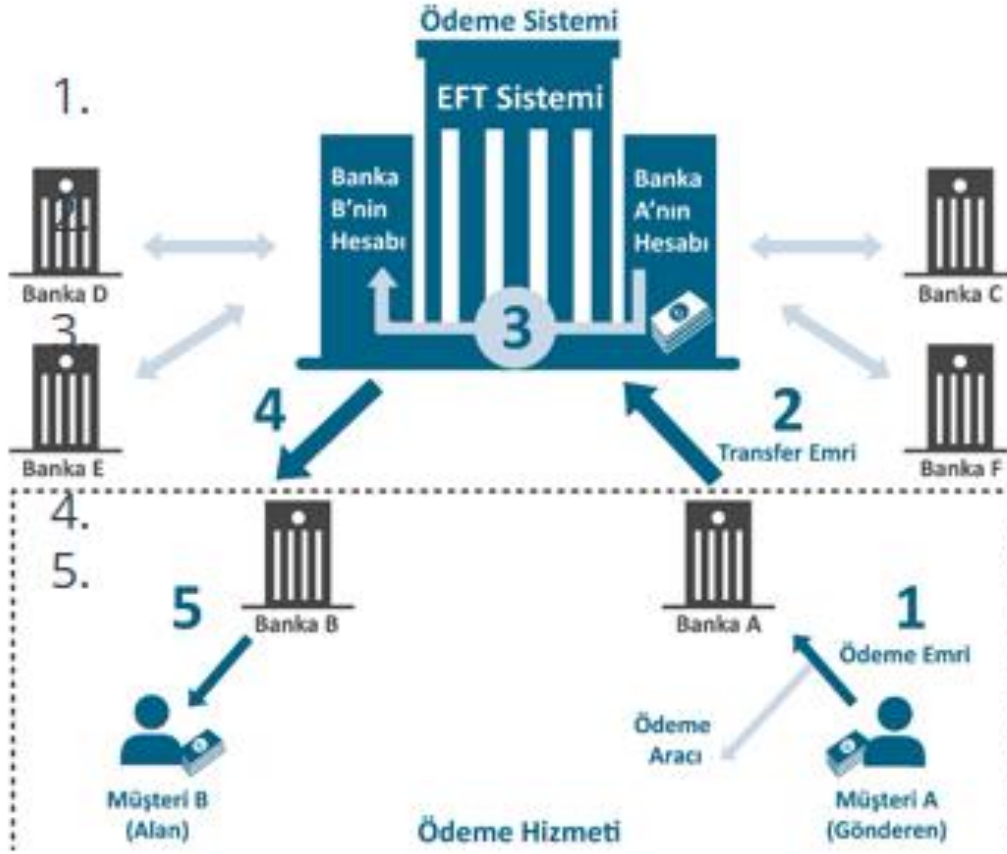 Ödeme Sistemi
EFT Sistemi
1.
Banka
B'nin
Hesabı
Banka
A'nın
Hesabı
2.
Banka D
Banka C
3.
3
4
2
Transfer Emri
Banka E
Banka F
4.
5.
5
Banka B
Banka A
1
Ödeme Emri
Ödeme
Aracı
Müşteri B
(Alan)
Müşteri A
(Gönderen)
Ödeme Hizmeti